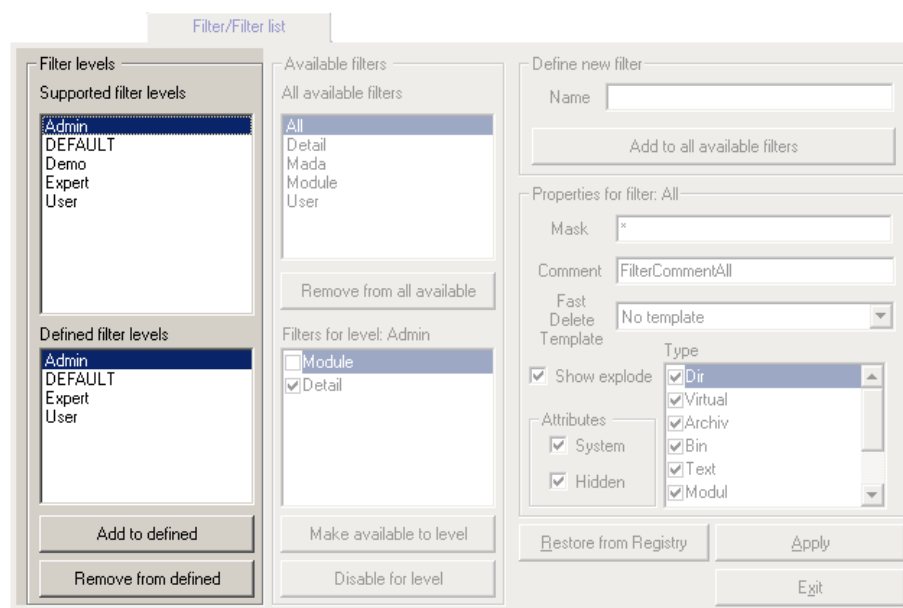 Filter/Filter list
Filter levels
Supported filter levels
Admin
DEFAULT
Demo
Expert
User
Defined filter levels
Admin
DEFAULT
Expert
User
Add to defined
Remove from defined
Available filters
All available filters
All
Detail
Mada
Module
User
Remove from all available
Filters for level: Admin
Module
Detail
Make available to level
Disable for level
Define new filter
Name
Add to all available filters
Properties for filter: All
Mask *
Comment FilterCommentAll
Fast
Delete
Template
No template
Show explode
Type
Dir
Virtual
Archiv
Bin
Text
Modul
Attributes
System
Hidden
Restore from Registry
Apply
Exit